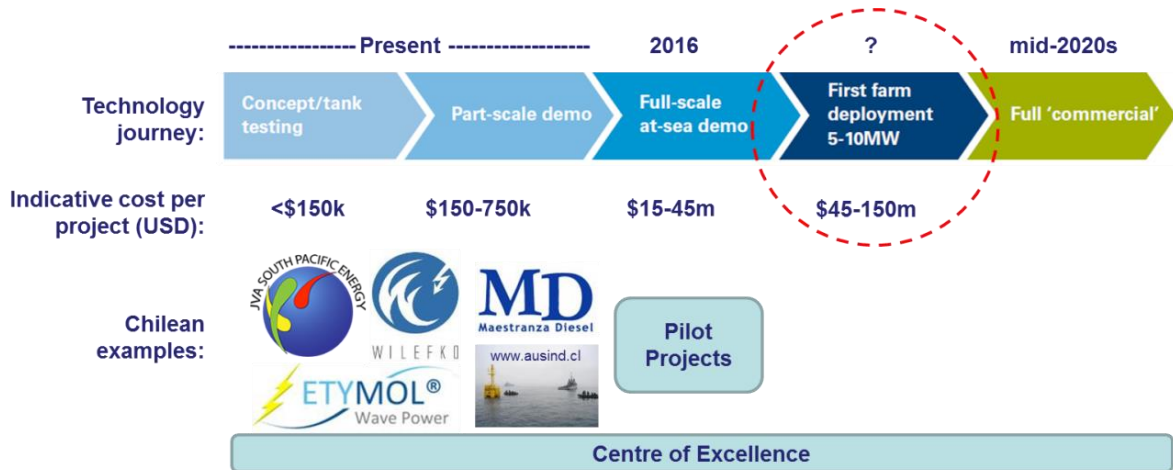 ----------------- Present -------------------- 2016 ? mid-2020s
Technology
journey:
Concept/tank
testing
Part-scale demo
Full-scale
at-sea demo
First farm
deployment
5-10MW
Full 'commercial'
Indicative cost per
project (USD):
<$150k $150-750k $15-45m $45-150m
Chilean
examples:
JVA SOUTH PACIFIC ENERGY
WILEFKO
MD
Maestranza Diesel
ETYMOL®
Wave Power
www.ausind.cl
Pilot
Projects
Centre of Excellence